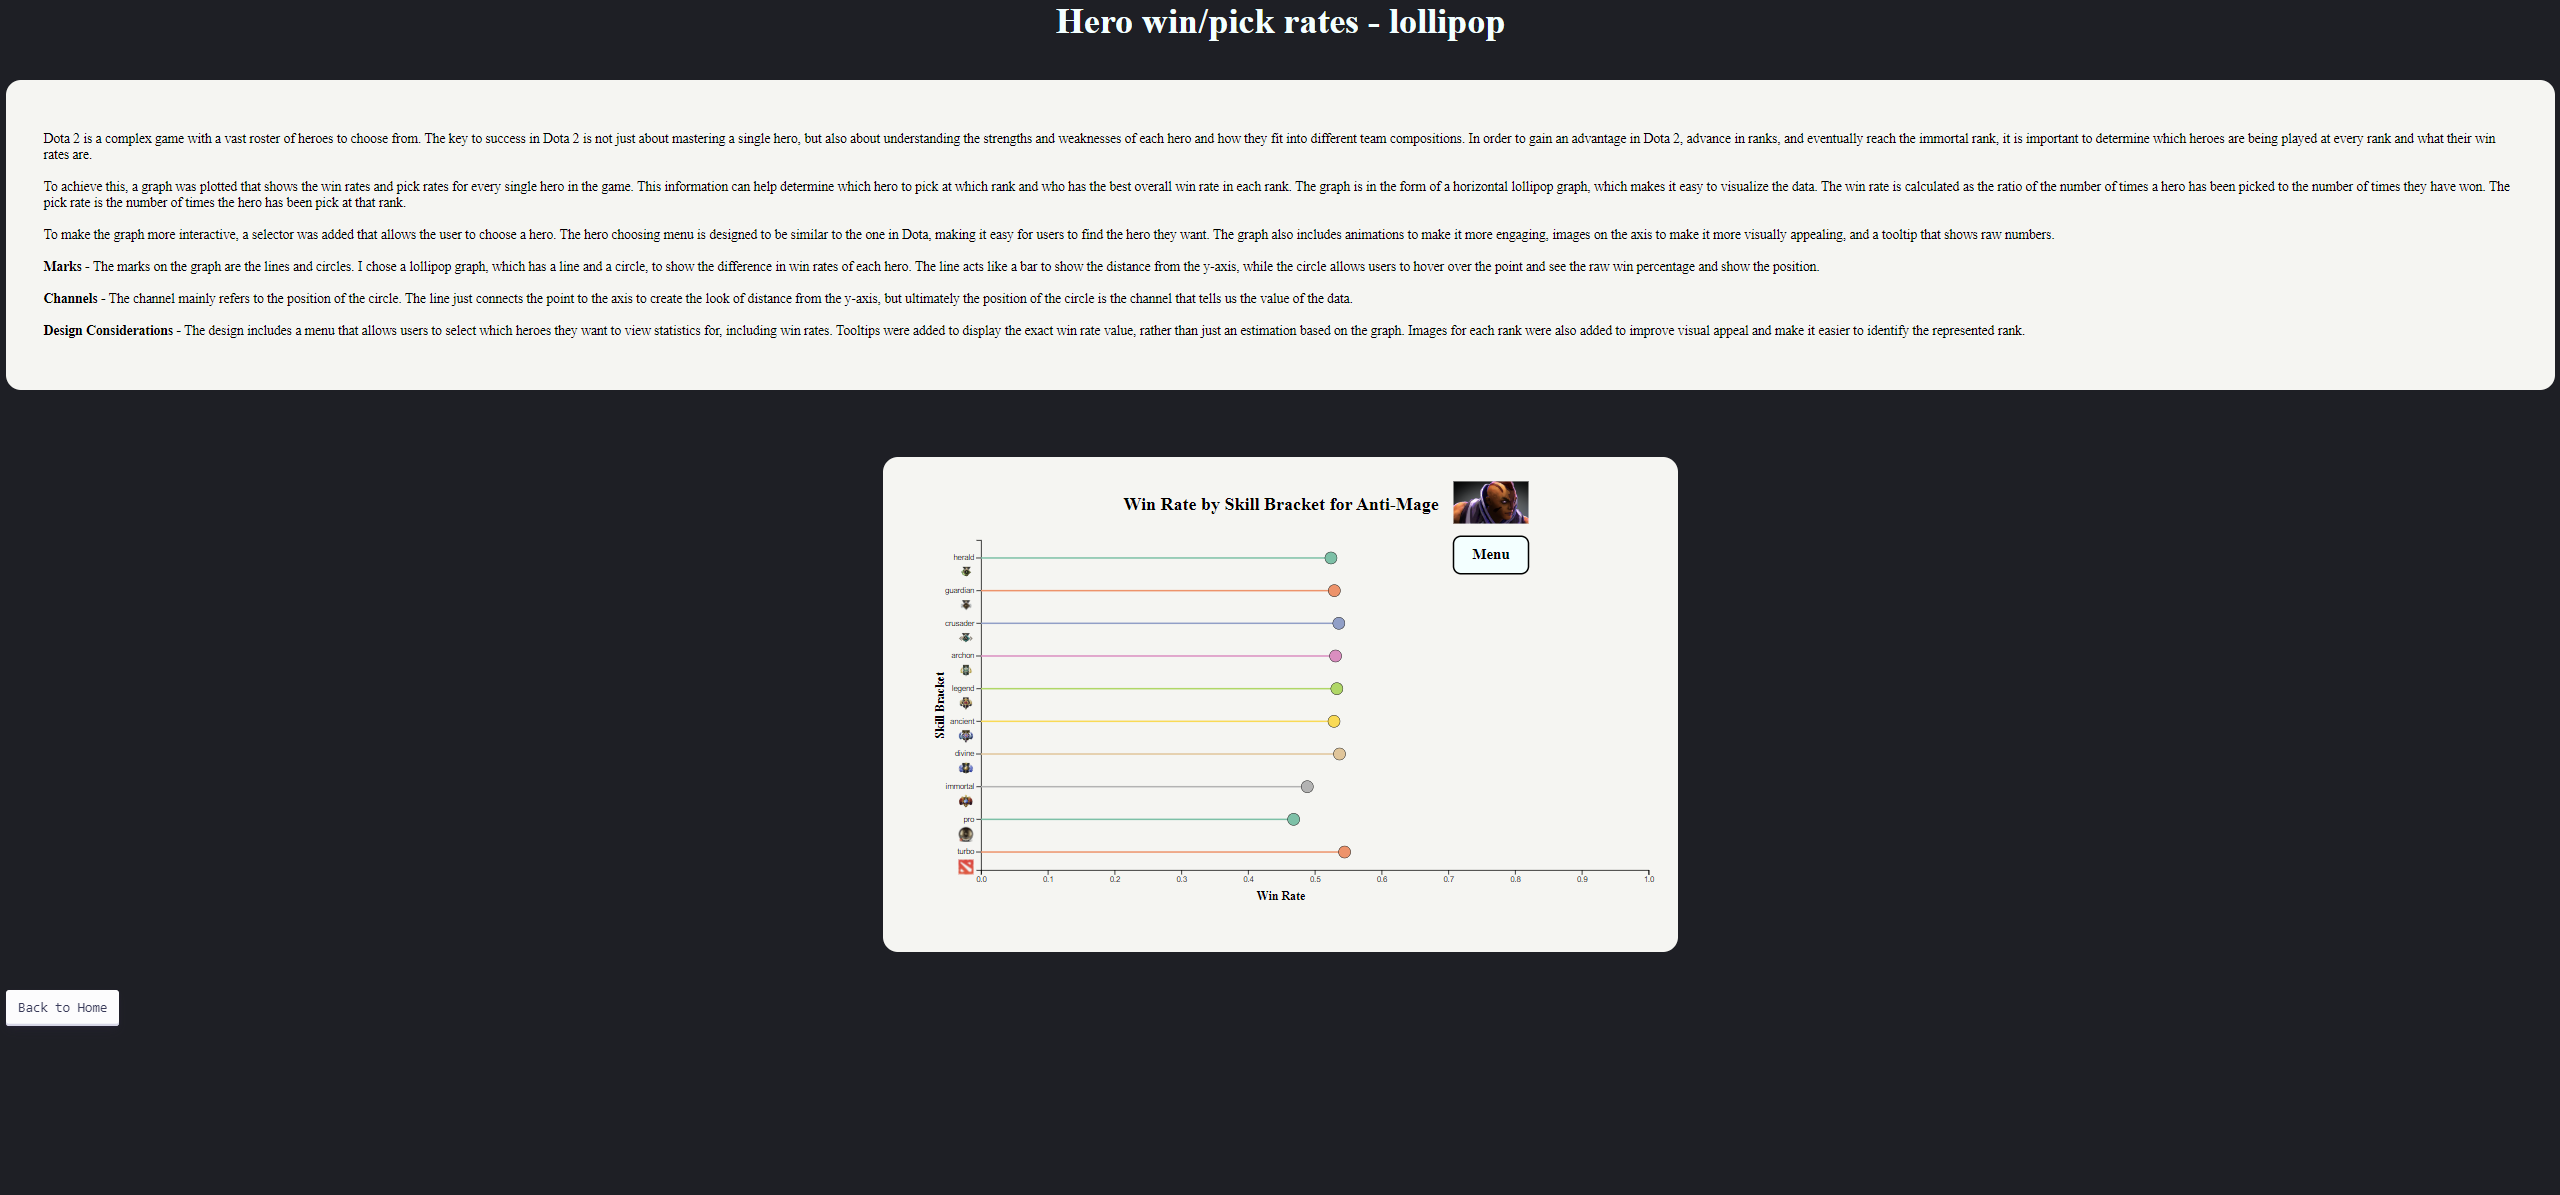 Hero win/pick rates - lollipop
Dota 2 is a complex game with a vast roster of heroes to choose from. The key to success in Dota 2 is not just about mastering a single hero, but also about understanding the strengths and weaknesses of each hero and how they fit into different team compositions. In order to gain an advantage in Dota 2, advance in ranks, and eventually reach the immortal rank, it is important to determine which heroes are being played at every rank and what their win
rates are.
To achieve this, a graph was plotted that shows the win rates and pick rates for every single hero in the game. This information can help determine which hero to pick at which rank and who has the best overall win rate in each rank. The graph is in the form of a horizontal lollipop graph, which makes it easy to visualize the data. The win rate is calculated as the ratio of the number of times a hero has been picked to the number of times they have won. The
pick rate is the number of times the hero has been pick at that rank.
To make the graph more interactive, a selector was added that allows the user to choose a hero. The hero choosing menu is designed to be similar to the one in Dota, making it easy for users to find the hero they want. The graph also includes animations to make it more engaging, images on the axis to make it more visually appealing, and a tooltip that shows raw numbers.
Marks - The marks on the graph are the lines and circles. I chose a lollipop graph, which has a line and a circle, to show the difference in win rates of each hero. The line acts like a bar to show the distance from the y-axis, while the circle allows users to hover over the point and see the raw win percentage and show the position.
Channels - The channel mainly refers to the position of the circle. The line just connects the point to the axis to create the look of distance from the y-axis, but ultimately the position of the circle is the channel that tells us the value of the data.
Design Considerations - The design includes a menu that allows users to select which heroes they want to view statistics for, including win rates. Tooltips were added to display the exact win rate value, rather than just an estimation based on the graph. Images for each rank were also added to improve visual appeal and make it easier to identify the represented rank.
Win Rate by Skill Bracket for Anti-Mage
Menu
Skill Bracket
herald
guardian
crusader
archon
legend
ancient
divine
immortal
pro
turbo
0.0 0.1 0.2 0.3 0.4 0.5 0.6 0.7 0.8 0.9 1.0
Win Rate
Back to Home